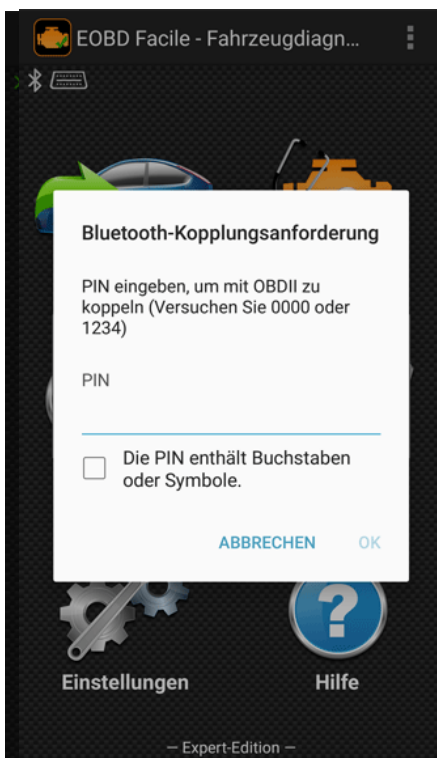 EOBD Facile - Fahrzeugdiagn...
Bluetooth-Kopplungsanforderung
PIN eingeben, um mit OBDII zu
koppeln (Versuchen Sie 0000 oder
1234)
PIN
Die PIN enthält Buchstaben
oder Symbole.
ABBRECHEN OK
Einstellungen Hilfe
– Expert-Edition –